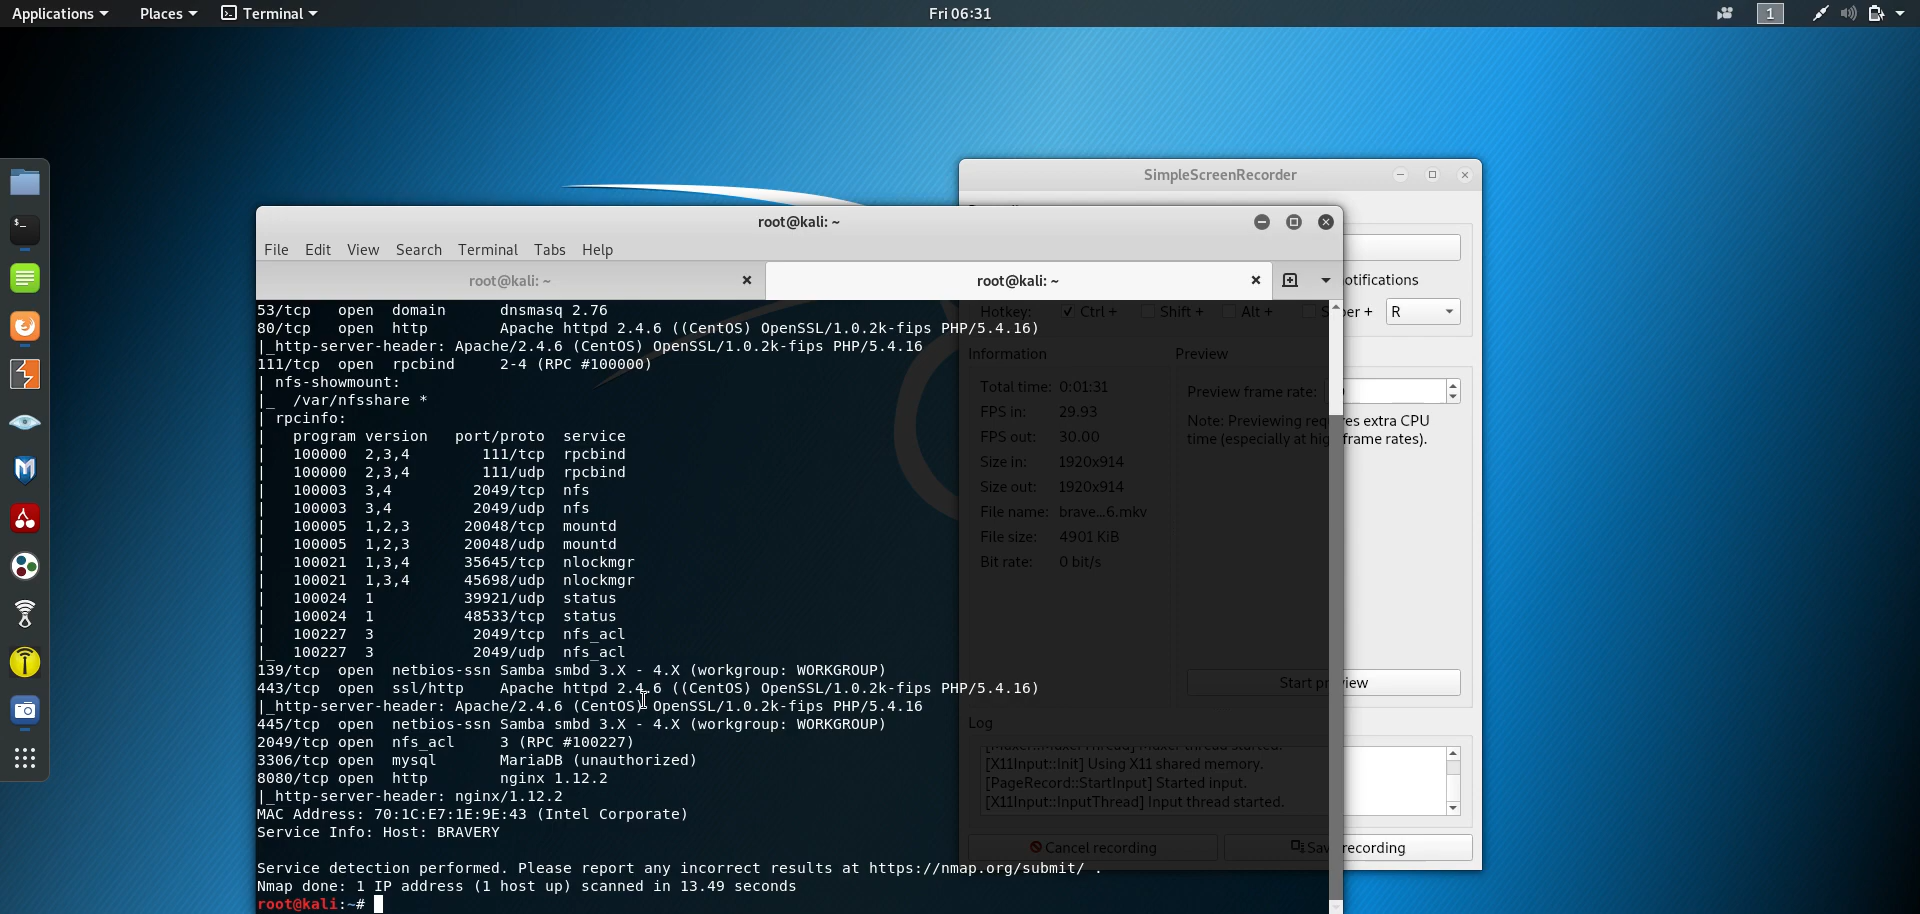 Applications Places Terminal Fri 06:31 1
SimpleScreenRecorder
root@kali: ~
File Edit View Search Terminal Tabs Help
root@kali: ~ root@kali: ~
otifications
Hotkey: Ctrl + Shift + Alt + per + R
53/tcp open domain dnsmasq 2.76
80/tcp open http Apache httpd 2.4.6 ((CentOS) OpenSSL/1.0.2k-fips PHP/5.4.16)
|_http-server-header: Apache/2.4.6 (CentOS) OpenSSL/1.0.2k-fips PHP/5.4.16
111/tcp open rpcbind 2-4 (RPC #100000)
| nfs-showmount:
|_ /var/nfsshare *
| rpcinfo:
| program version port/proto service
| 100000 2,3,4 111/tcp rpcbind
| 100000 2,3,4 111/udp rpcbind
| 100003 3,4 2049/tcp nfs
| 100003 3,4 2049/udp nfs
| 100005 1,2,3 20048/tcp mountd
| 100005 1,2,3 20048/udp mountd
| 100021 1,3,4 35645/tcp nlockmgr
| 100021 1,3,4 45698/udp nlockmgr
| 100024 1 39921/udp status
| 100024 1 48533/tcp status
| 100227 3 2049/tcp nfs_acl
|_ 100227 3 2049/udp nfs_acl
139/tcp open netbios-ssn Samba smbd 3.X - 4.X (workgroup: WORKGROUP)
443/tcp open ssl/http Apache httpd 2.4.6 ((CentOS) OpenSSL/1.0.2k-fips PHP/5.4.16)
|_http-server-header: Apache/2.4.6 (CentOS) OpenSSL/1.0.2k-fips PHP/5.4.16
445/tcp open netbios-ssn Samba smbd 3.X - 4.X (workgroup: WORKGROUP)
2049/tcp open nfs_acl 3 (RPC #100227)
3306/tcp open mysql MariaDB (unauthorized)
8080/tcp open http nginx 1.12.2
|_http-server-header: nginx/1.12.2
MAC Address: 70:1C:E7:1E:9E:43 (Intel Corporate)
Service Info: Host: BRAVERY
Service detection performed. Please report any incorrect results at https://nmap.org/submit/ .
Nmap done: 1 IP address (1 host up) scanned in 13.49 seconds
root@kali:~#
Information Preview
Total time: 0:01:31
FPS in: 29.93
FPS out: 30.00
Size in: 1920x914
Size out: 1920x914
File name: brave...6.mkv
File size: 4901 KiB
Bit rate: 0 bit/s
Preview frame rate:
Note: Previewing requires extra CPU
time (especially at high frame rates).
Start preview
Log
[X11Input::Init] Using X11 shared memory.
[PageRecord::StartInput] Started input.
[X11Input::InputThread] Input thread started.
Cancel recording Save recording